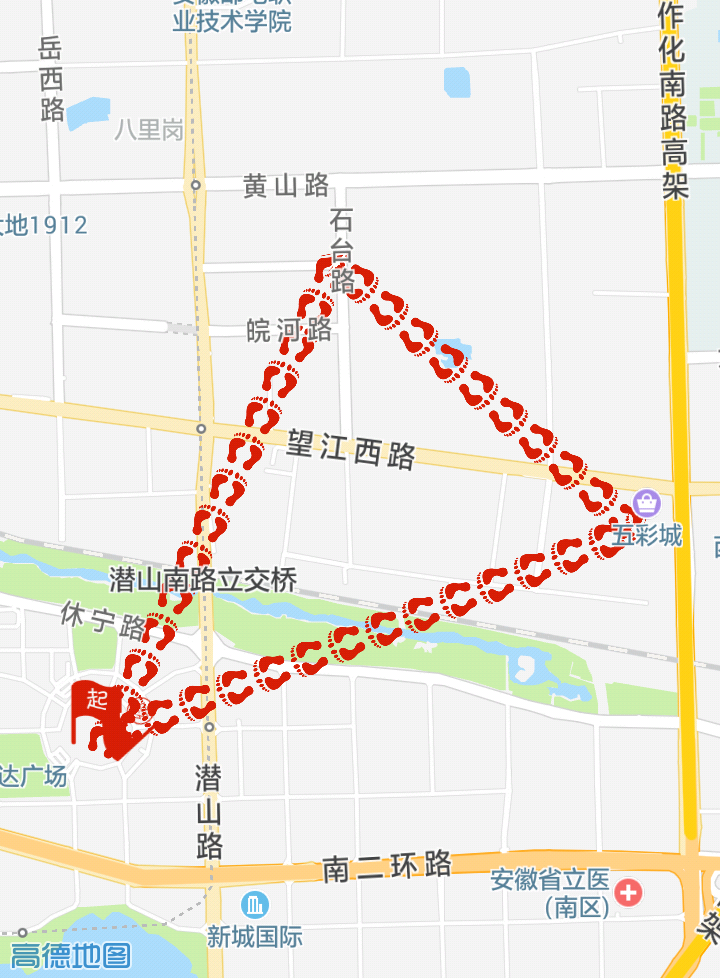 业技术学院
作化南路高架
岳西路
八里岗
黄山路
石台路
地1912
皖河路
望江西路
五彩城
潜山南路立交桥
休宁路
起
达广场
潜山路
南二环路
安徽省立医
(南区)
新城国际
架
高德地图